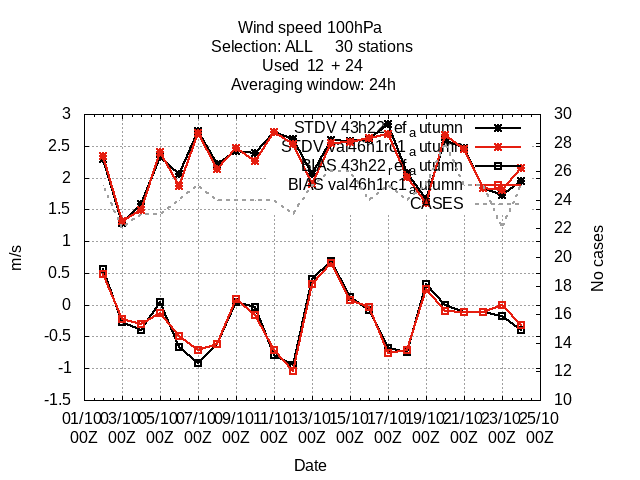 Wind speed 100hPa
Selection: ALL 30 stations
Used 12 + 24
Averaging window: 24h
STDV 43h22ref_autumn
STDV val46h1rc1_autumn
BIAS 43h22ref_autumn
BIAS val46h1rc1_autumn
CASES
3
2.5
2
1.5
1
0.5
0
-0.5
-1
-1.5
30
28
26
24
22
20
18
16
14
12
10
m/s
No cases
01/10 03/10 05/10 07/10 09/10 11/10 13/10 15/10 17/10 19/10 21/10 23/10 25/10
00Z 00Z 00Z 00Z 00Z 00Z 00Z 00Z 00Z 00Z 00Z 00Z 00Z
Date